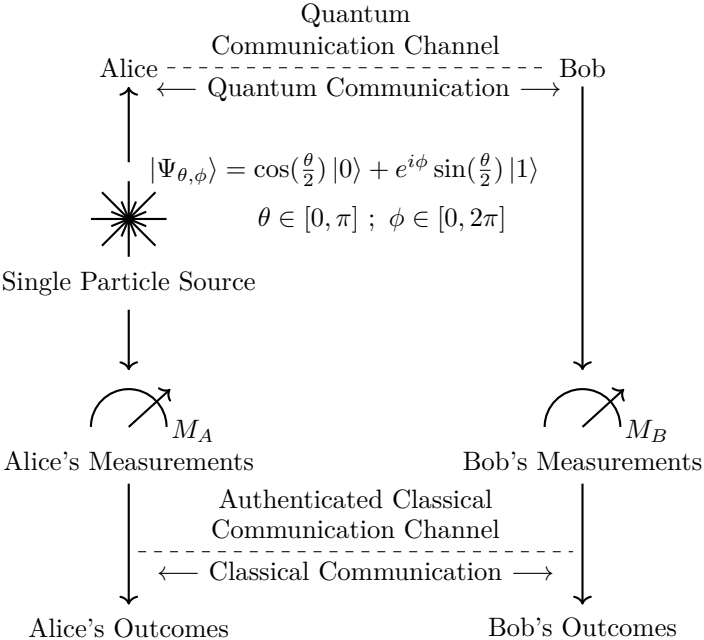 Quantum
Communication Channel
Alice
Bob
Quantum Communication
|Ψ_{θ,ϕ}⟩ = cos(θ/2) |0⟩ + e^{iϕ} sin(θ/2) |1⟩
θ ∈ [0, π] ; ϕ ∈ [0, 2π]
Single Particle Source
M_A
M_B
Alice's Measurements
Bob's Measurements
Authenticated Classical
Communication Channel
Classical Communication
Alice's Outcomes
Bob's Outcomes